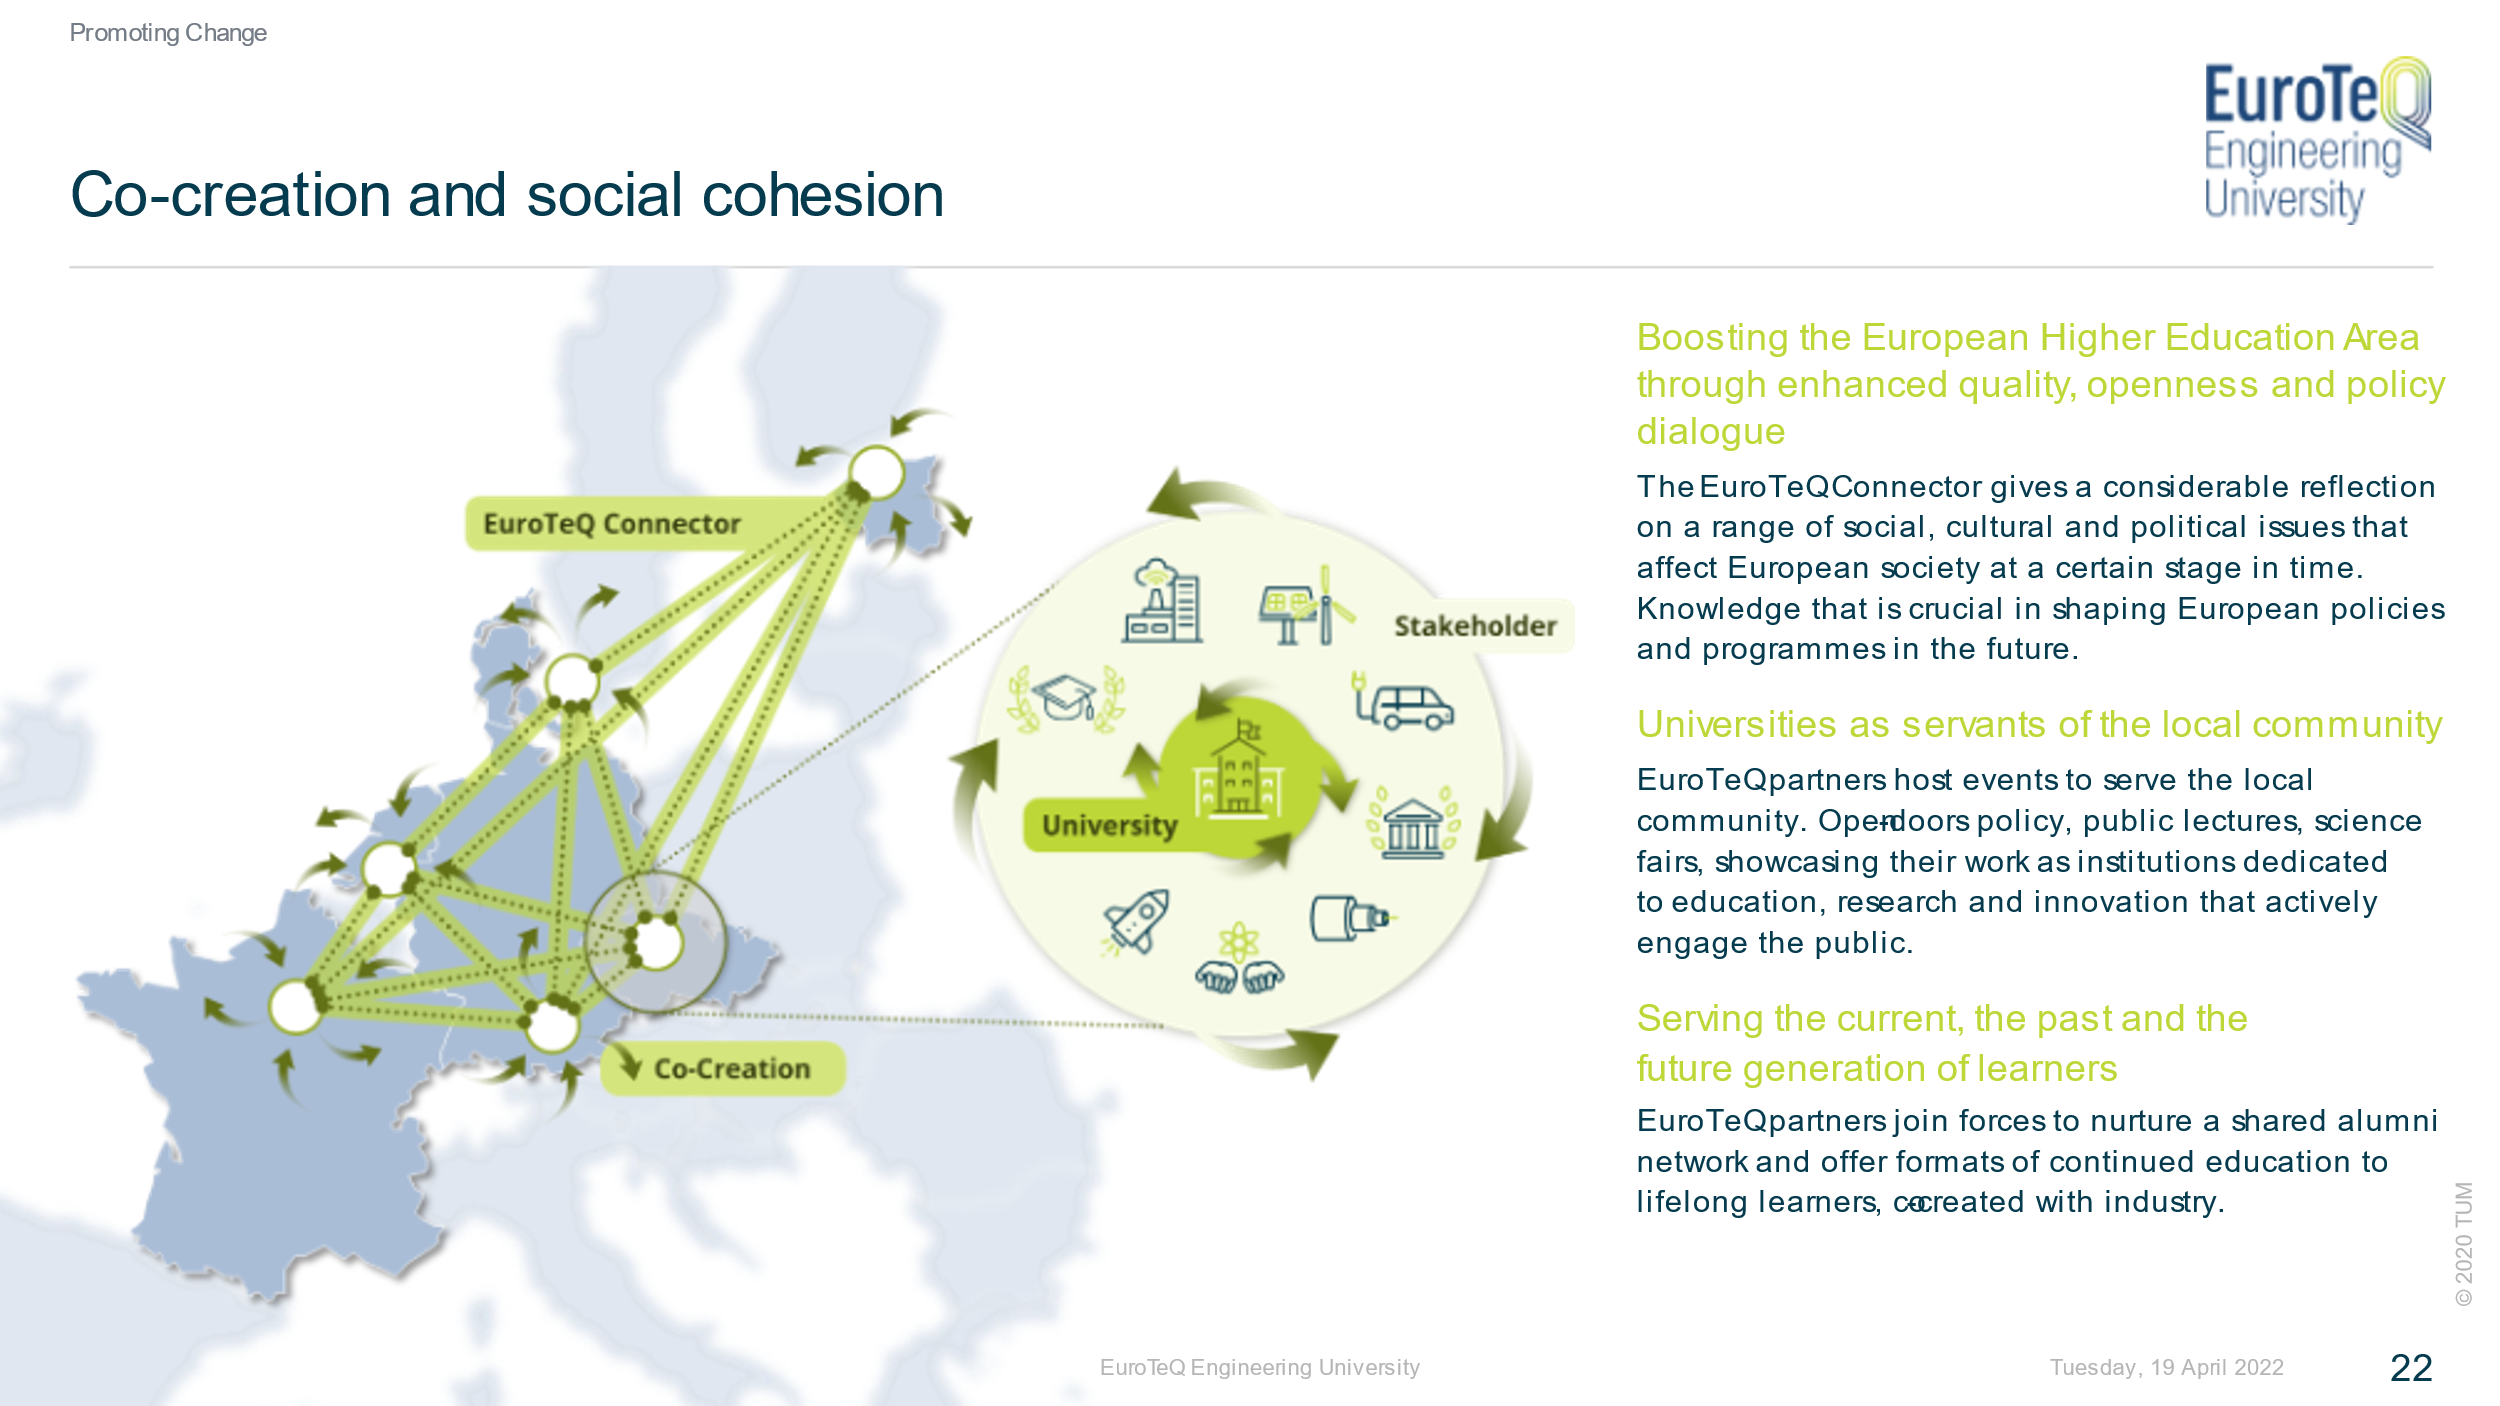 Promoting Change
EuroTeQ
Engineering
University
Co-creation and social cohesion
EuroTeQ Connector
Stakeholder
University
Co-Creation
Boosting the European Higher Education Area
through enhanced quality, openness and policy
dialogue
The EuroTeQ Connector gives a considerable reflection
on a range of social, cultural and political issues that
affect European society at a certain stage in time.
Knowledge that is crucial in shaping European policies
and programmes in the future.
Universities as servants of the local community
EuroTeQ partners host events to serve the local
community. Open-doors policy, public lectures, science
fairs, showcasing their work as institutions dedicated
to education, research and innovation that actively
engage the public.
Serving the current, the past and the
future generation of learners
EuroTeQ partners join forces to nurture a shared alumni
network and offer formats of continued education to
lifelong learners, co-created with industry.
© 2020 TUM
EuroTeQ Engineering University
Tuesday, 19 April 2022
22